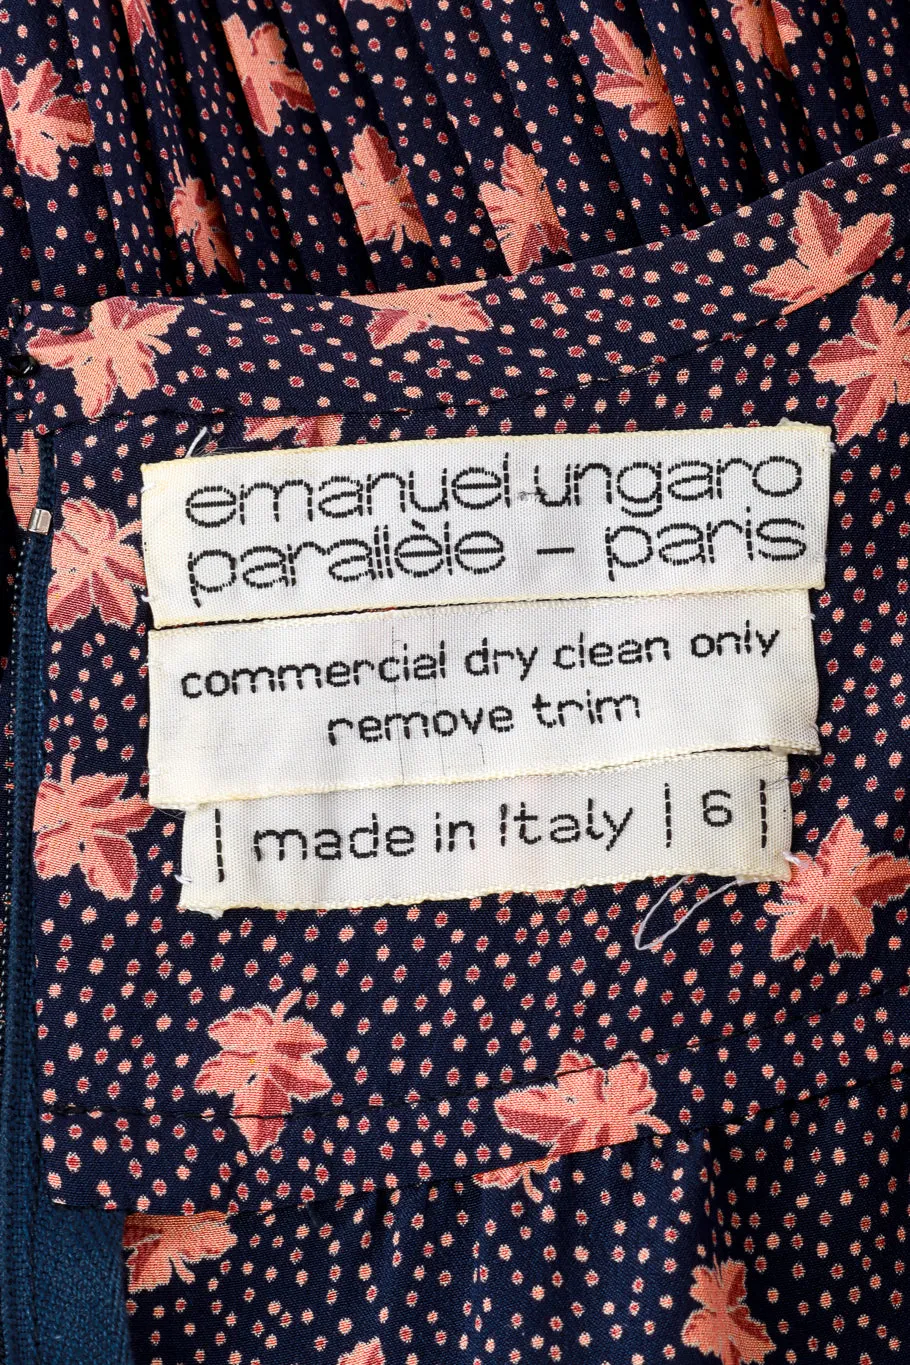 emanuel ungaro
parallèle – paris
commercial dry clean only
remove trim
| made in Italy | 6 |